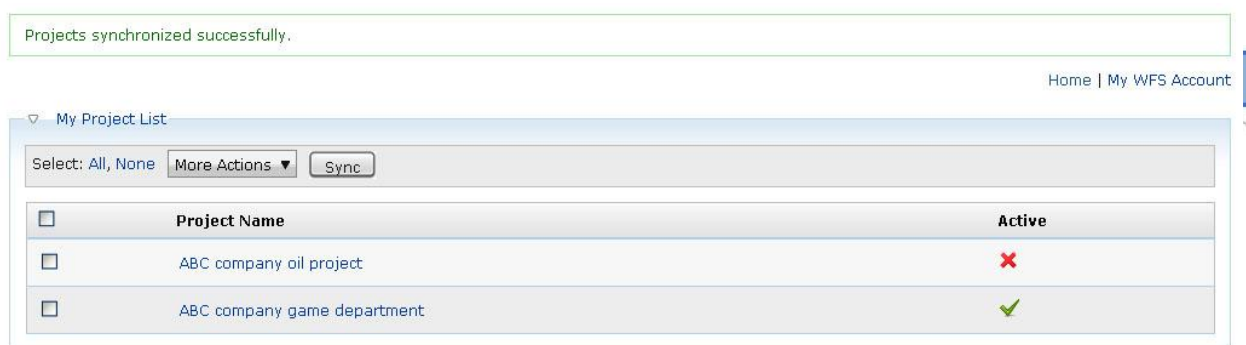 Projects synchronized successfully.
Home | My WFS Account
My Project List
Select: All, None More Actions ▼ Sync
Project Name Active
ABC company oil project
ABC company game department